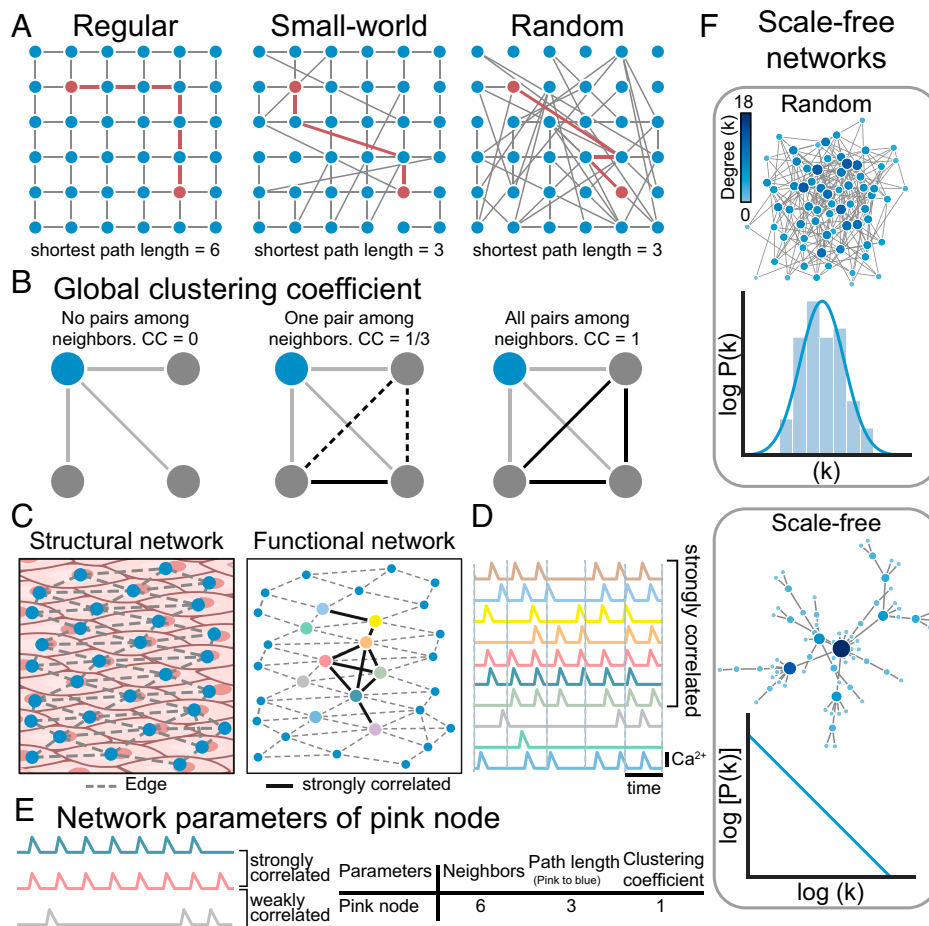 A
Regular
Small-world
Random
shortest path length = 6
shortest path length = 3
shortest path length = 3
B
Global clustering coefficient
No pairs among
neighbors. CC = 0
One pair among
neighbors. CC = 1/3
All pairs among
neighbors. CC = 1
C
Structural network
Functional network
Edge
strongly correlated
D
strongly correlated
Ca²⁺
time
E
Network parameters of pink node
strongly
correlated
weakly
correlated
Parameters
Neighbors
Path length
(Pink to blue)
Clustering
coefficient
Pink node
6
3
1
F
Scale-free
networks
Random
18
Degree (k)
0
log P(k)
(k)
Scale-free
log [P(k)]
log (k)